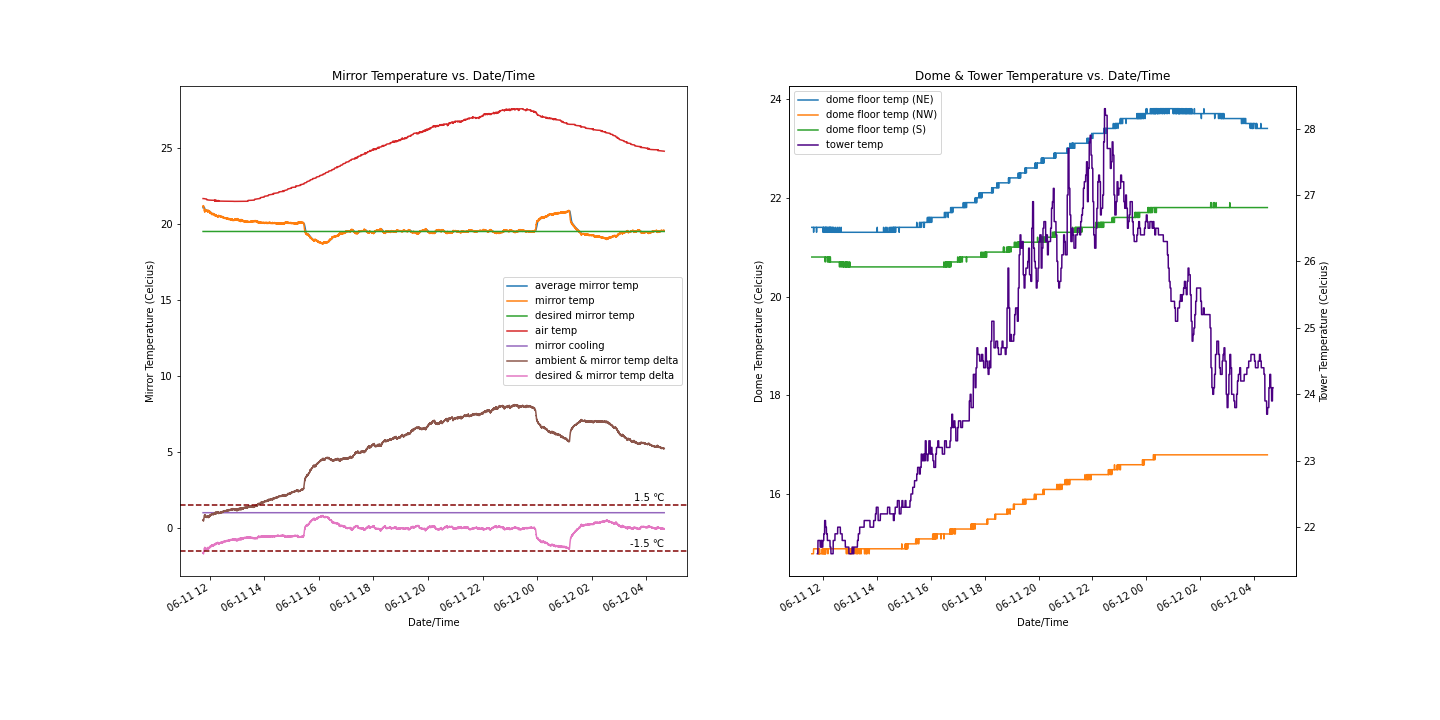 Mirror Temperature vs. Date/Time
Mirror Temperature (Celcius)
25
20
15
10
5
0
average mirror temp
mirror temp
desired mirror temp
air temp
mirror cooling
ambient & mirror temp delta
desired & mirror temp delta
1.5 °C
-1.5 °C
06-11 12
06-11 14
06-11 16
06-11 18
06-11 20
06-11 22
06-12 00
06-12 02
06-12 04
Date/Time
Dome & Tower Temperature vs. Date/Time
Dome Temperature (Celcius)
24
22
20
18
16
dome floor temp (NE)
dome floor temp (NW)
dome floor temp (S)
tower temp
28
27
26
25
24
23
22
Tower Temperature (Celcius)
06-11 12
06-11 14
06-11 16
06-11 18
06-11 20
06-11 22
06-12 00
06-12 02
06-12 04
Date/Time